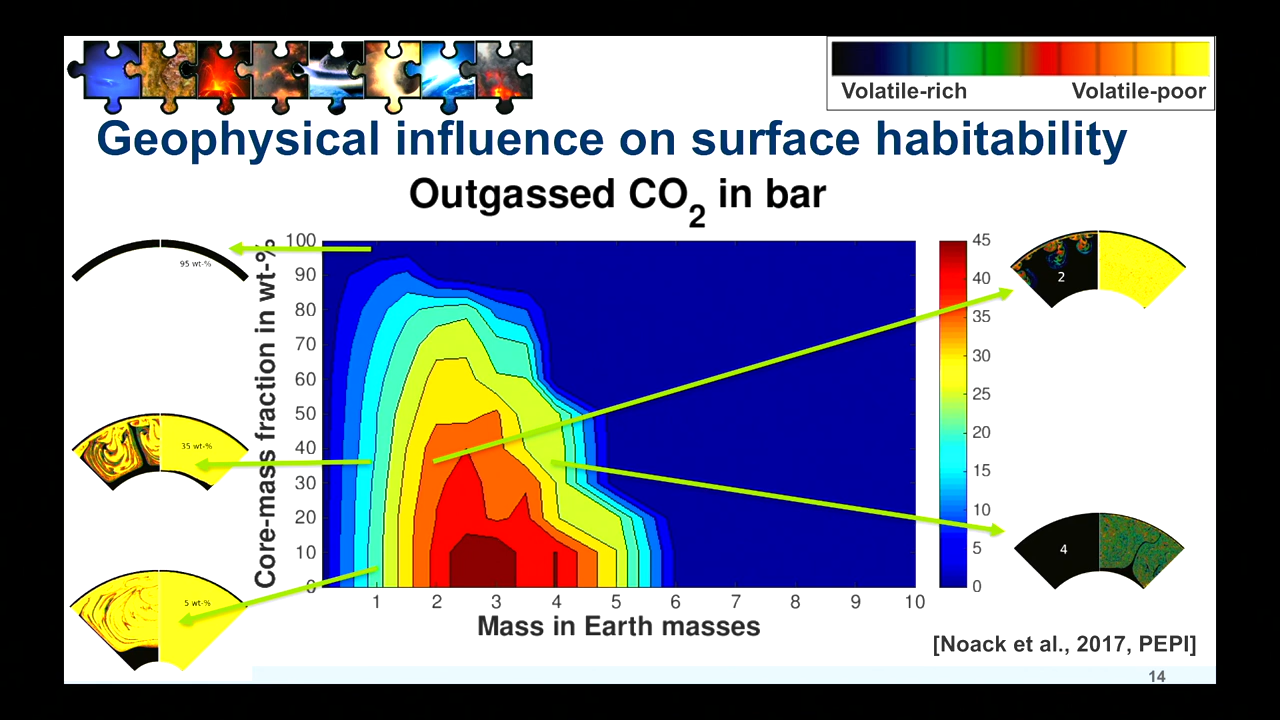 Volatile-rich Volatile-poor
Geophysical influence on surface habitability
Outgassed CO2 in bar
Core-mass fraction in wt-%
100
90
80
70
60
50
40
30
20
10
0
1 2 3 4 5 6 7 8 9 10
Mass in Earth masses
45
40
35
30
25
20
15
10
5
0
95 wt-%
35 wt-%
5 wt-%
2
4
[Noack et al., 2017, PEPI]
14